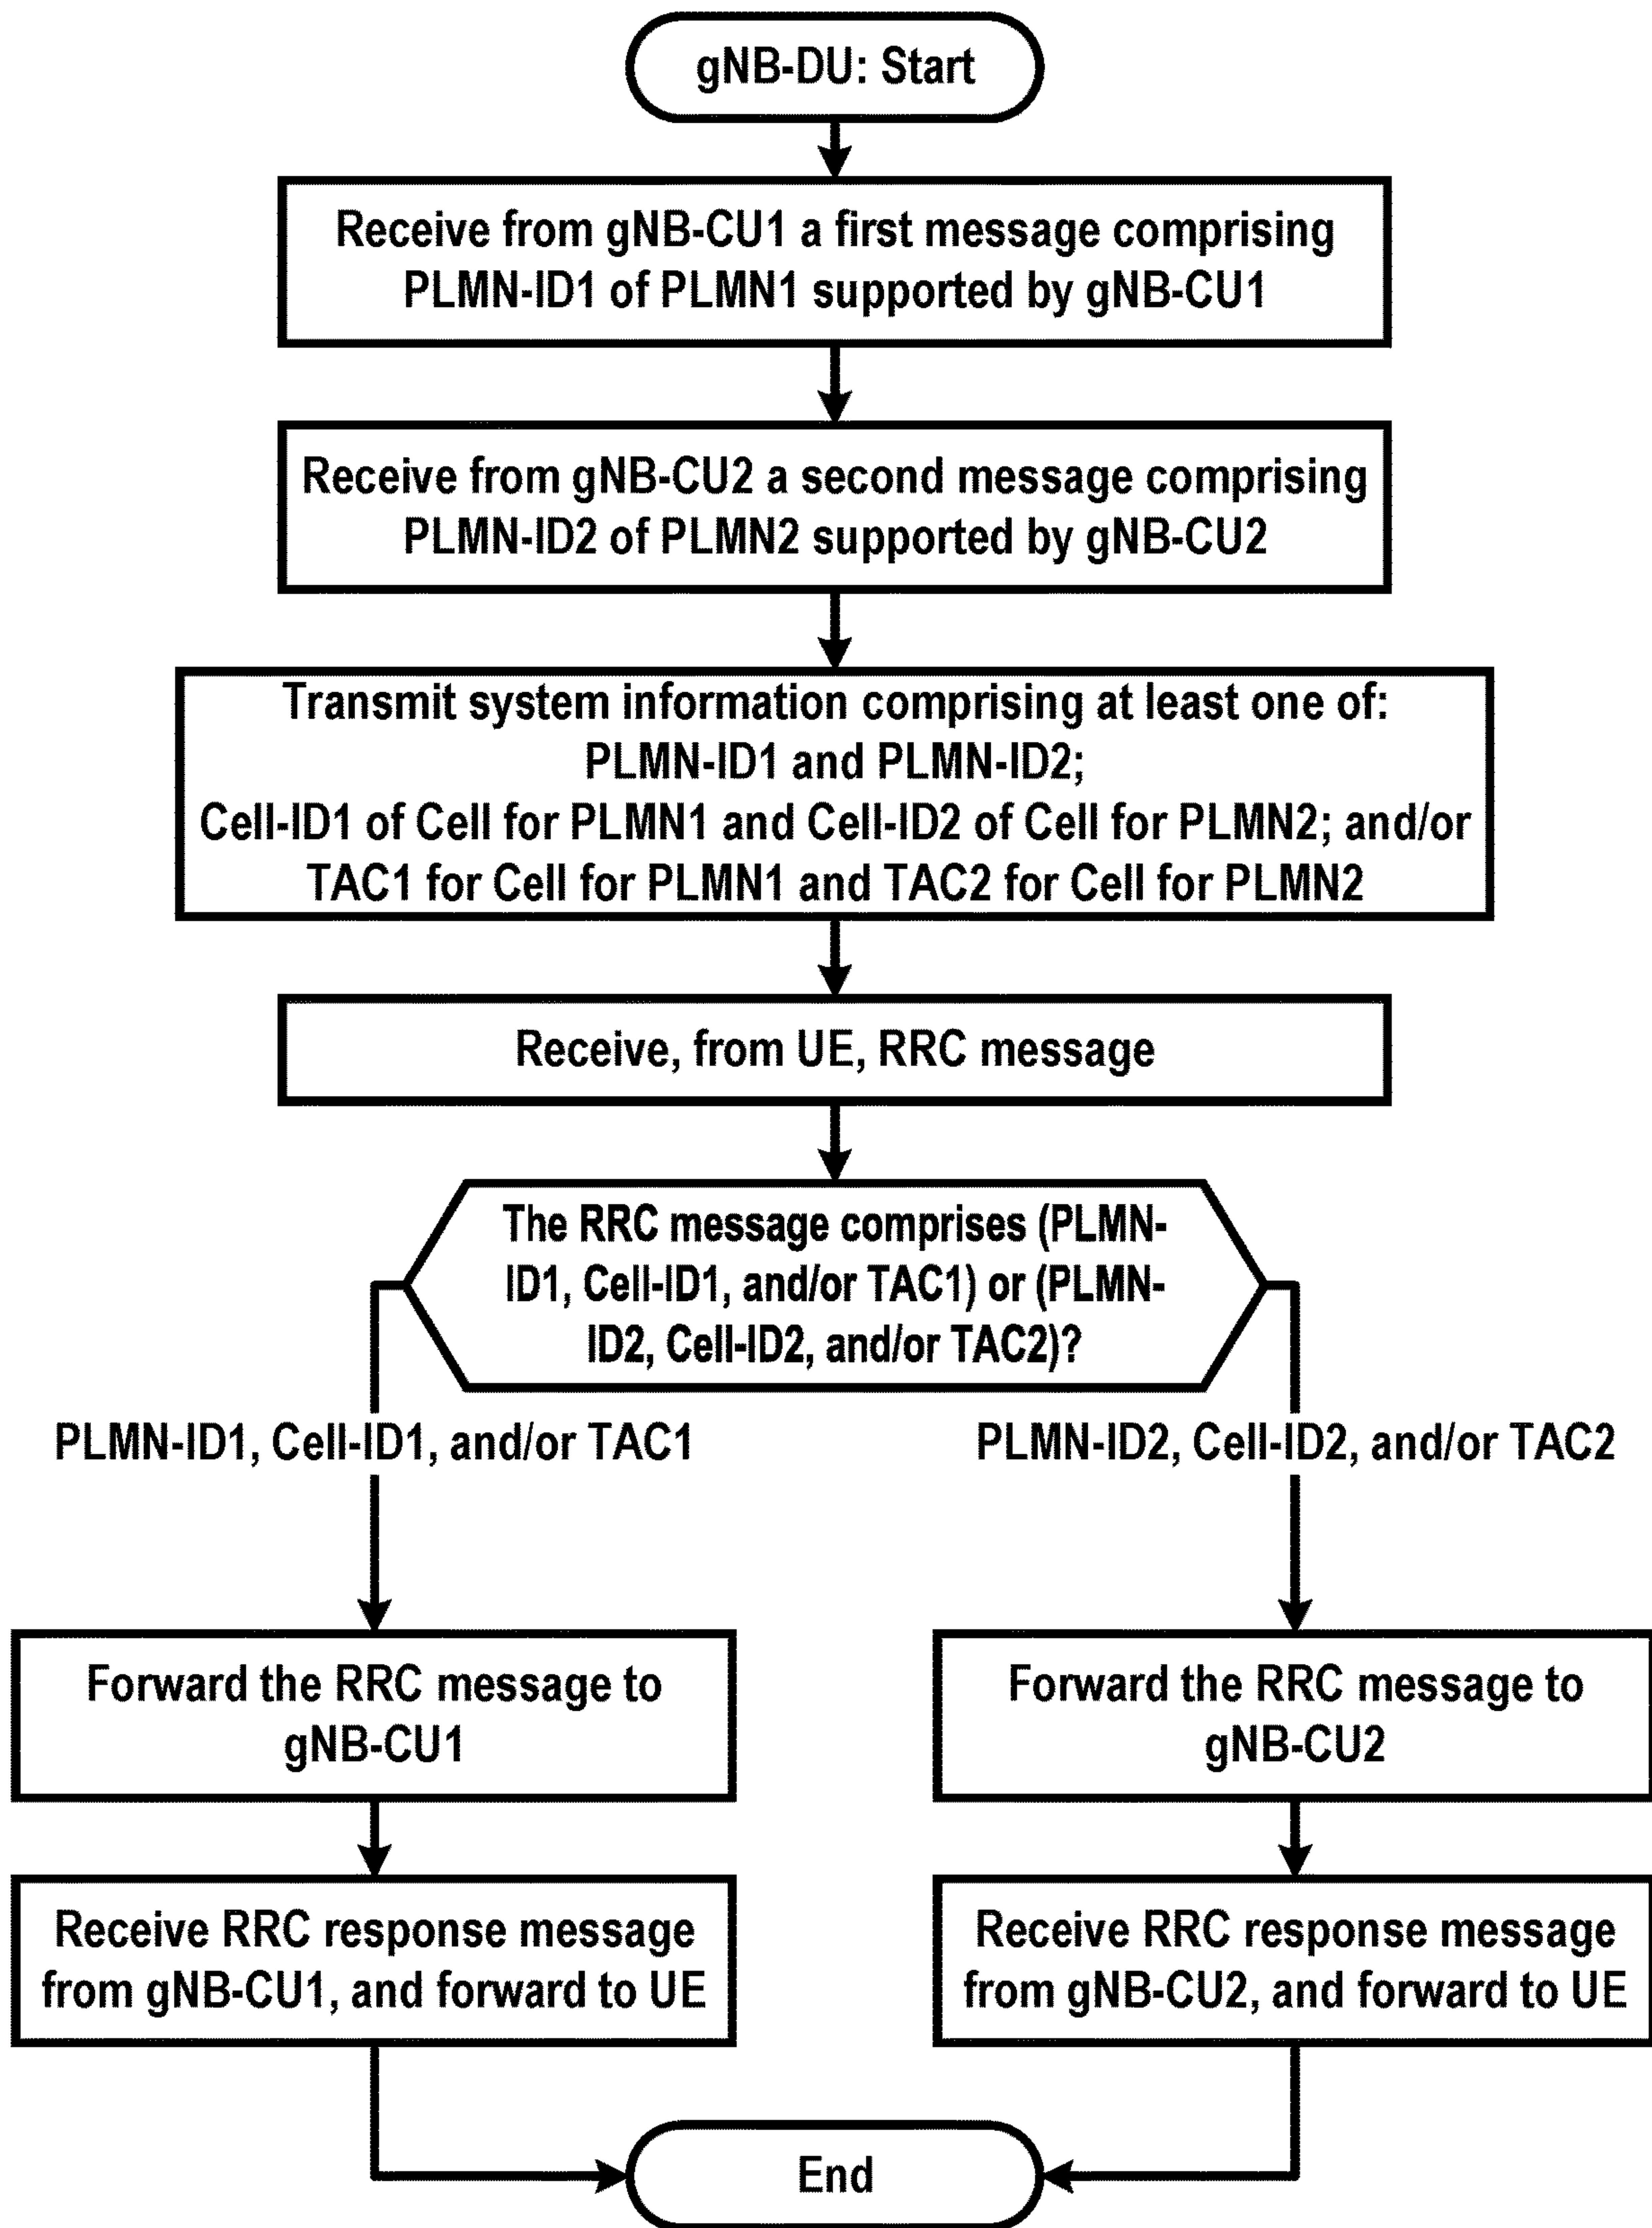 gNB-DU: Start
Receive from gNB-CU1 a first message comprising
PLMN-ID1 of PLMN1 supported by gNB-CU1
Receive from gNB-CU2 a second message comprising
PLMN-ID2 of PLMN2 supported by gNB-CU2
Transmit system information comprising at least one of:
PLMN-ID1 and PLMN-ID2;
Cell-ID1 of Cell for PLMN1 and Cell-ID2 of Cell for PLMN2; and/or
TAC1 for Cell for PLMN1 and TAC2 for Cell for PLMN2
Receive, from UE, RRC message
The RRC message comprises (PLMN-
ID1, Cell-ID1, and/or TAC1) or (PLMN-
ID2, Cell-ID2, and/or TAC2)?
PLMN-ID1, Cell-ID1, and/or TAC1
PLMN-ID2, Cell-ID2, and/or TAC2
Forward the RRC message to
gNB-CU1
Forward the RRC message to
gNB-CU2
Receive RRC response message
from gNB-CU1, and forward to UE
Receive RRC response message
from gNB-CU2, and forward to UE
End